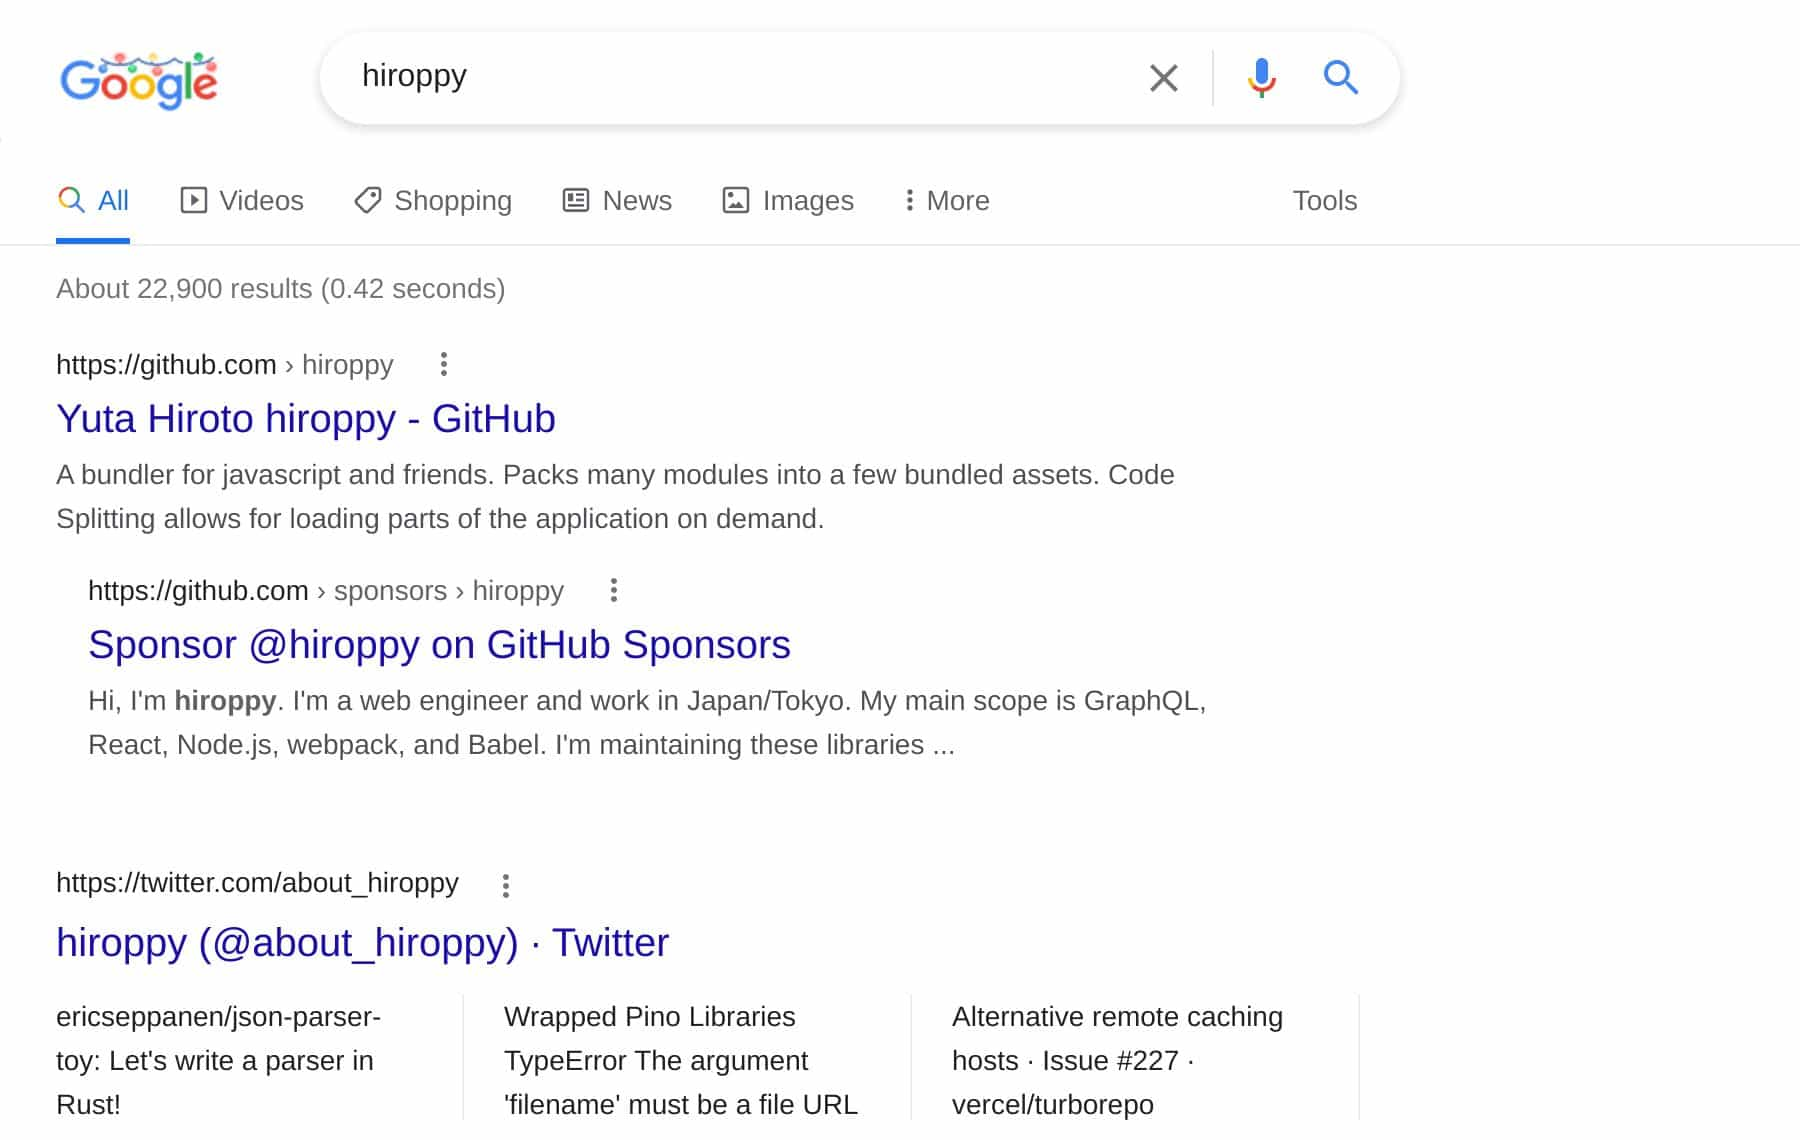 Google
hiroppy
All Videos Shopping News Images More Tools
About 22,900 results (0.42 seconds)
https://github.com › hiroppy
Yuta Hiroto hiroppy - GitHub
A bundler for javascript and friends. Packs many modules into a few bundled assets. Code
Splitting allows for loading parts of the application on demand.
https://github.com › sponsors › hiroppy
Sponsor @hiroppy on GitHub Sponsors
Hi, I'm hiroppy. I'm a web engineer and work in Japan/Tokyo. My main scope is GraphQL,
React, Node.js, webpack, and Babel. I'm maintaining these libraries ...
https://twitter.com/about_hiroppy
hiroppy (@about_hiroppy) · Twitter
ericseppanen/json-parser-
toy: Let's write a parser in
Rust!
Wrapped Pino Libraries
TypeError The argument
'filename' must be a file URL
Alternative remote caching
hosts · Issue #227 ·
vercel/turborepo